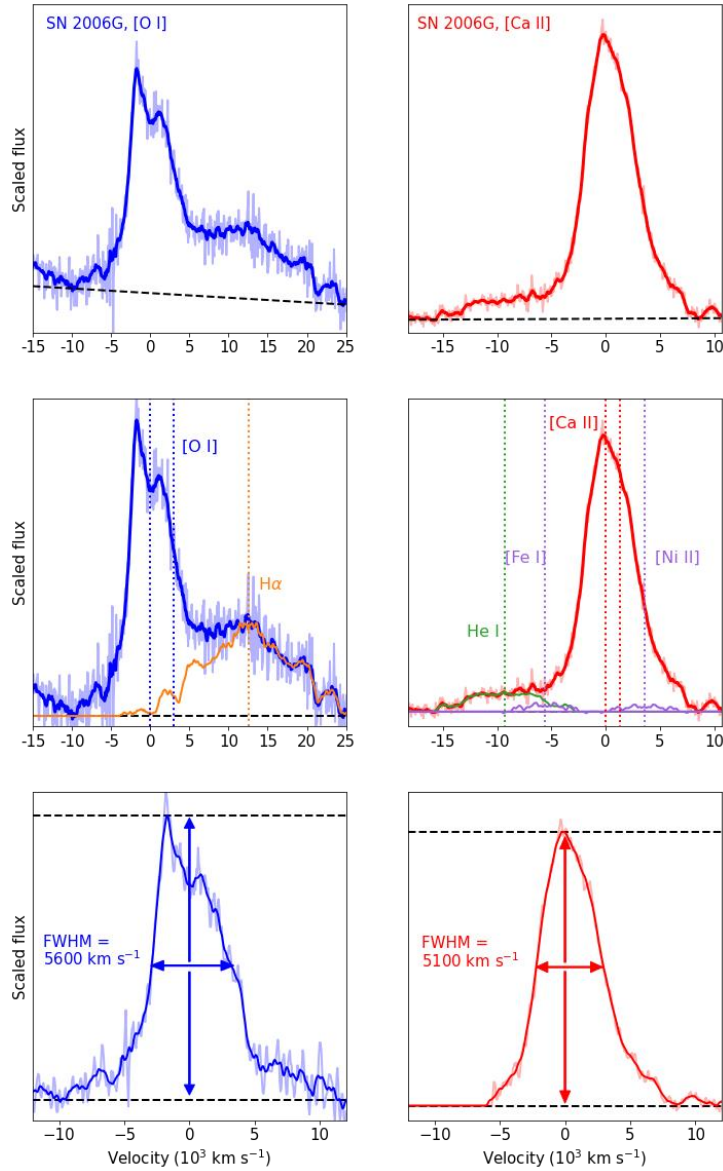 SN 2006G, [O I]
Scaled flux
-15 -10 -5 0 5 10 15 20 25
SN 2006G, [Ca II]
-15 -10 -5 0 5 10
[O I]
Hα
Scaled flux
-15 -10 -5 0 5 10 15 20 25
[Ca II]
[Fe I]
[Ni II]
He I
-15 -10 -5 0 5 10
FWHM =
5600 km s⁻¹
Scaled flux
−10 −5 0 5 10
Velocity (10³ km s⁻¹)
FWHM =
5100 km s⁻¹
−10 −5 0 5 10
Velocity (10³ km s⁻¹)